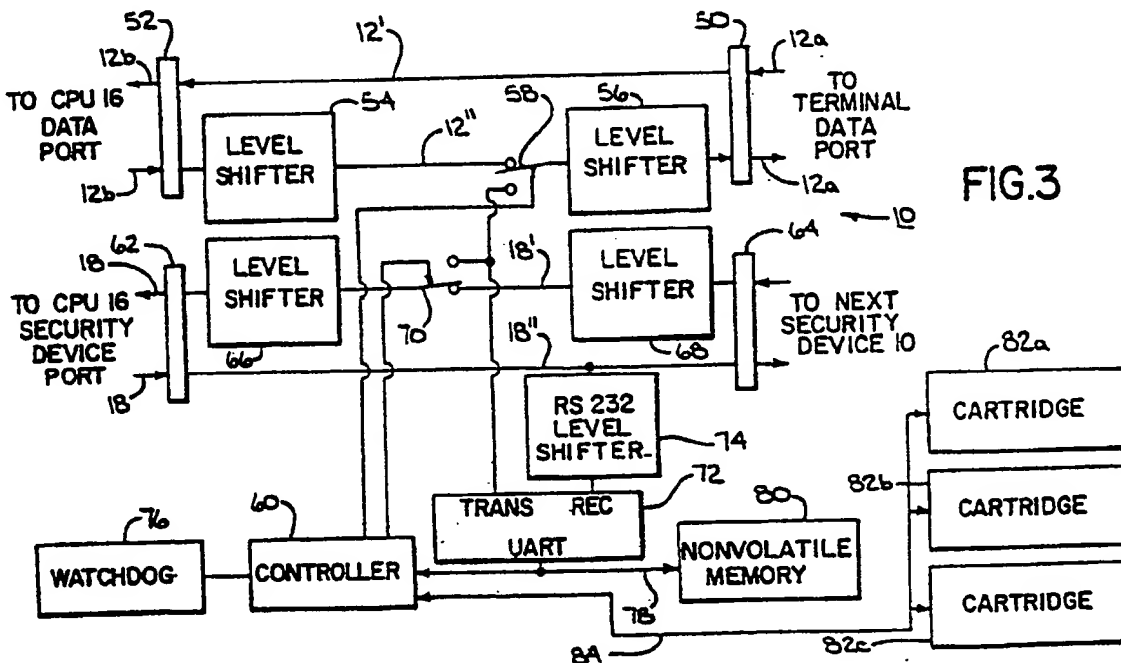 52
12'
50
12b
12a
TO CPU 16
DATA
PORT
54
LEVEL
SHIFTER
12"
58
56
LEVEL
SHIFTER
TO
TERMINAL
DATA
PORT
12b
12a
FIG.3
10
62
18
LEVEL
SHIFTER
18'
LEVEL
SHIFTER
64
TO CPU 16
SECURITY
DEVICE
PORT
66
70
18"
68
TO NEXT
SECURITY
DEVICE 10
18
RS 232
LEVEL
SHIFTER
74
82a
CARTRIDGE
72
TRANS REC
UART
80
NONVOLATILE
MEMORY
82b
CARTRIDGE
76
WATCHDOG
60
CONTROLLER
78
CARTRIDGE
82c
84